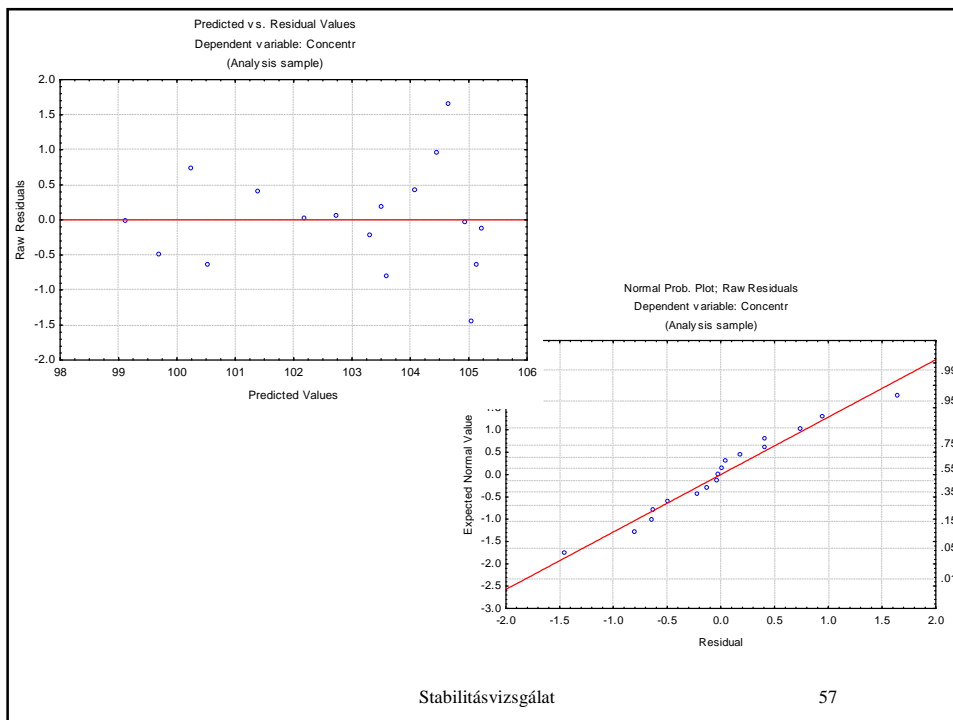 Predicted vs. Residual Values
Dependent variable: Concentr
(Analysis sample)
2.0
1.5
1.0
0.5
0.0
-0.5
-1.0
-1.5
-2.0
Raw Residuals
98 99 100 101 102 103 104 105 106
Predicted Values
Normal Prob. Plot; Raw Residuals
Dependent variable: Concentr
(Analysis sample)
1.0
0.5
0.0
-0.5
-1.0
-1.5
-2.0
-2.5
-3.0
Expected Normal Value
.99
.95
.75
.55
.35
.15
.05
.01
-2.0 -1.5 -1.0 -0.5 0.0 0.5 1.0 1.5 2.0
Residual
Stabilitásvizsgálat 57